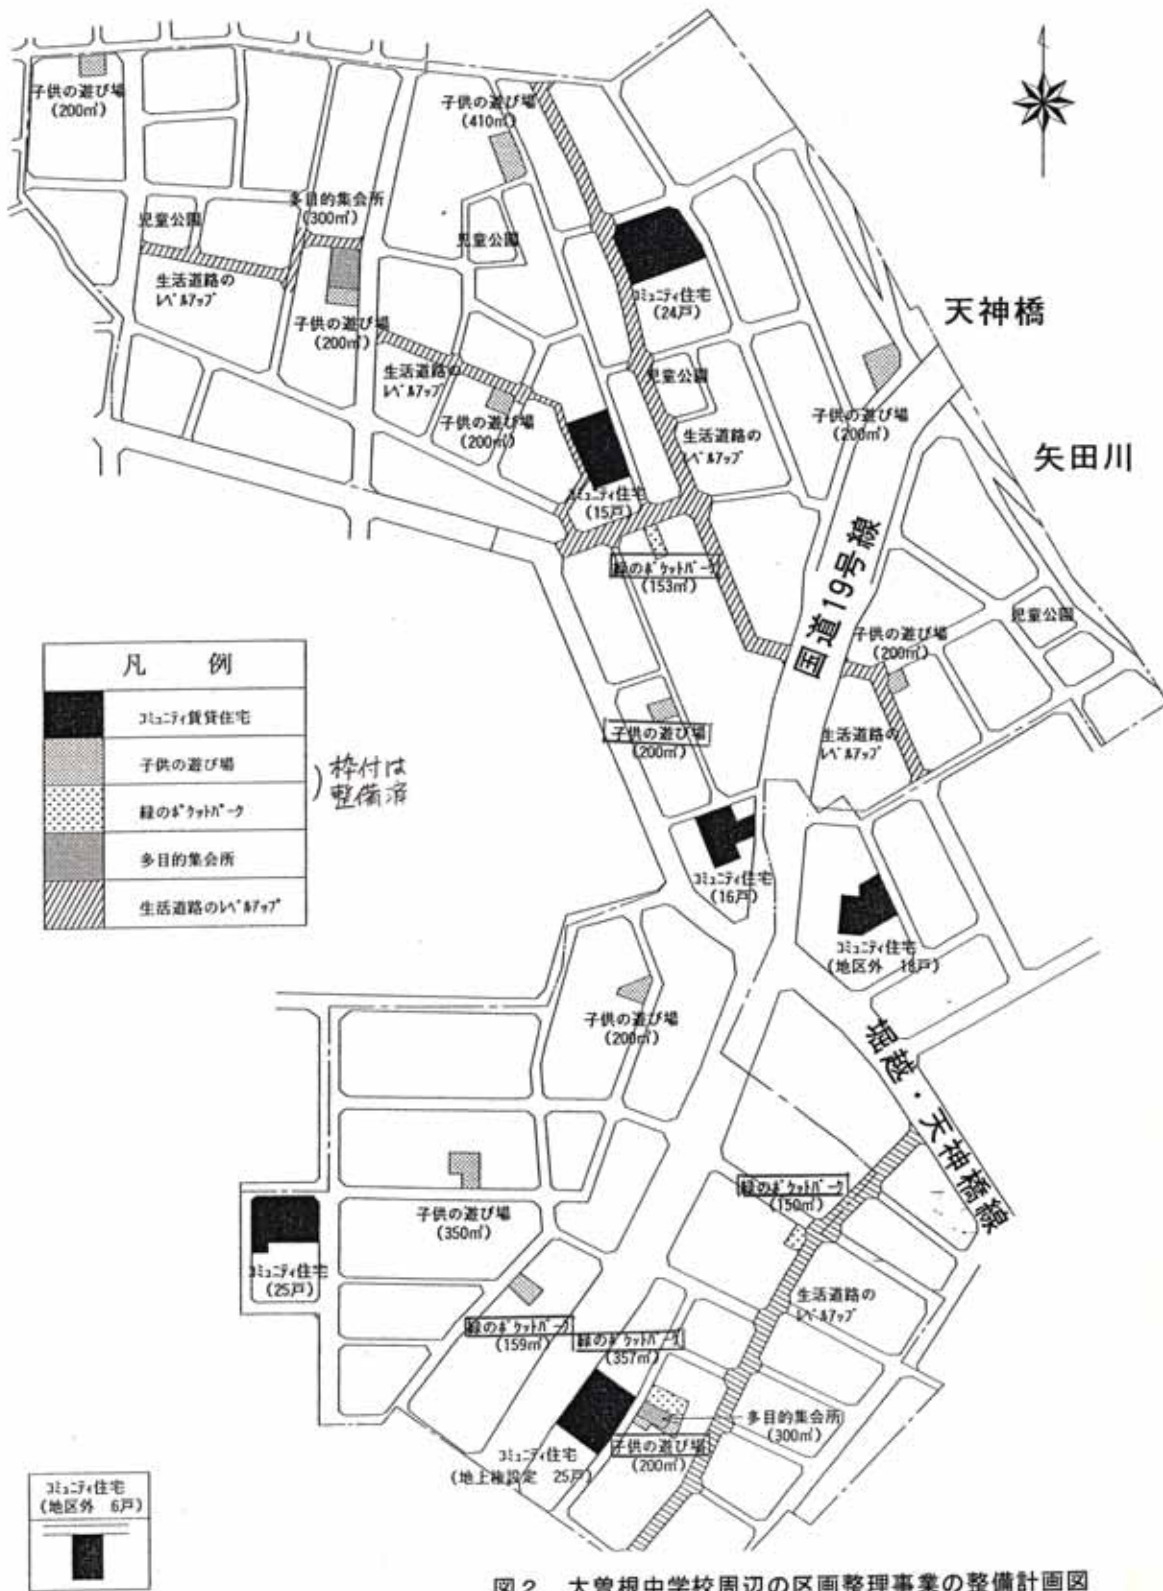 子供の遊び場
(200㎡)
子供の遊び場
(410㎡)
多目的集会所
(300㎡)
児童公園
児童公園
生活道路の
ﾚﾍﾞﾙｱｯﾌﾟ
コミュニティ住宅
(24戸)
天神橋
子供の遊び場
(200㎡)
生活道路の
ﾚﾍﾞﾙｱｯﾌﾟ
児童公園
子供の遊び場
(200㎡)
子供の遊び場
(200㎡)
生活道路の
ﾚﾍﾞﾙｱｯﾌﾟ
矢田川
コミュニティ住宅
(15戸)
国道19号線
緑のﾎﾟｹｯﾄﾊﾟｰｸ
(153㎡)
児童公園
子供の遊び場
(200㎡)
凡 例
コミュニティ賃貸住宅
子供の遊び場
緑のﾎﾟｹｯﾄﾊﾟｰｸ
多目的集会所
生活道路のﾚﾍﾞﾙｱｯﾌﾟ
枠付は
整備済
子供の遊び場
(200㎡)
生活道路の
ﾚﾍﾞﾙｱｯﾌﾟ
コミュニティ住宅
(16戸)
コミュニティ住宅
(地区外 18戸)
子供の遊び場
(200㎡)
堀越・天神橋線
緑のﾎﾟｹｯﾄﾊﾟｰｸ
(150㎡)
子供の遊び場
(350㎡)
コミュニティ住宅
(25戸)
生活道路の
ﾚﾍﾞﾙｱｯﾌﾟ
緑のﾎﾟｹｯﾄﾊﾟｰｸ
(159㎡)
緑のﾎﾟｹｯﾄﾊﾟｰｸ
(357㎡)
多目的集会所
(300㎡)
子供の遊び場
(200㎡)
コミュニティ住宅
(地上権設定 25戸)
コミュニティ住宅
(地区外 6戸)
図2 大曽根中学校周辺の区画整理事業の整備計画図